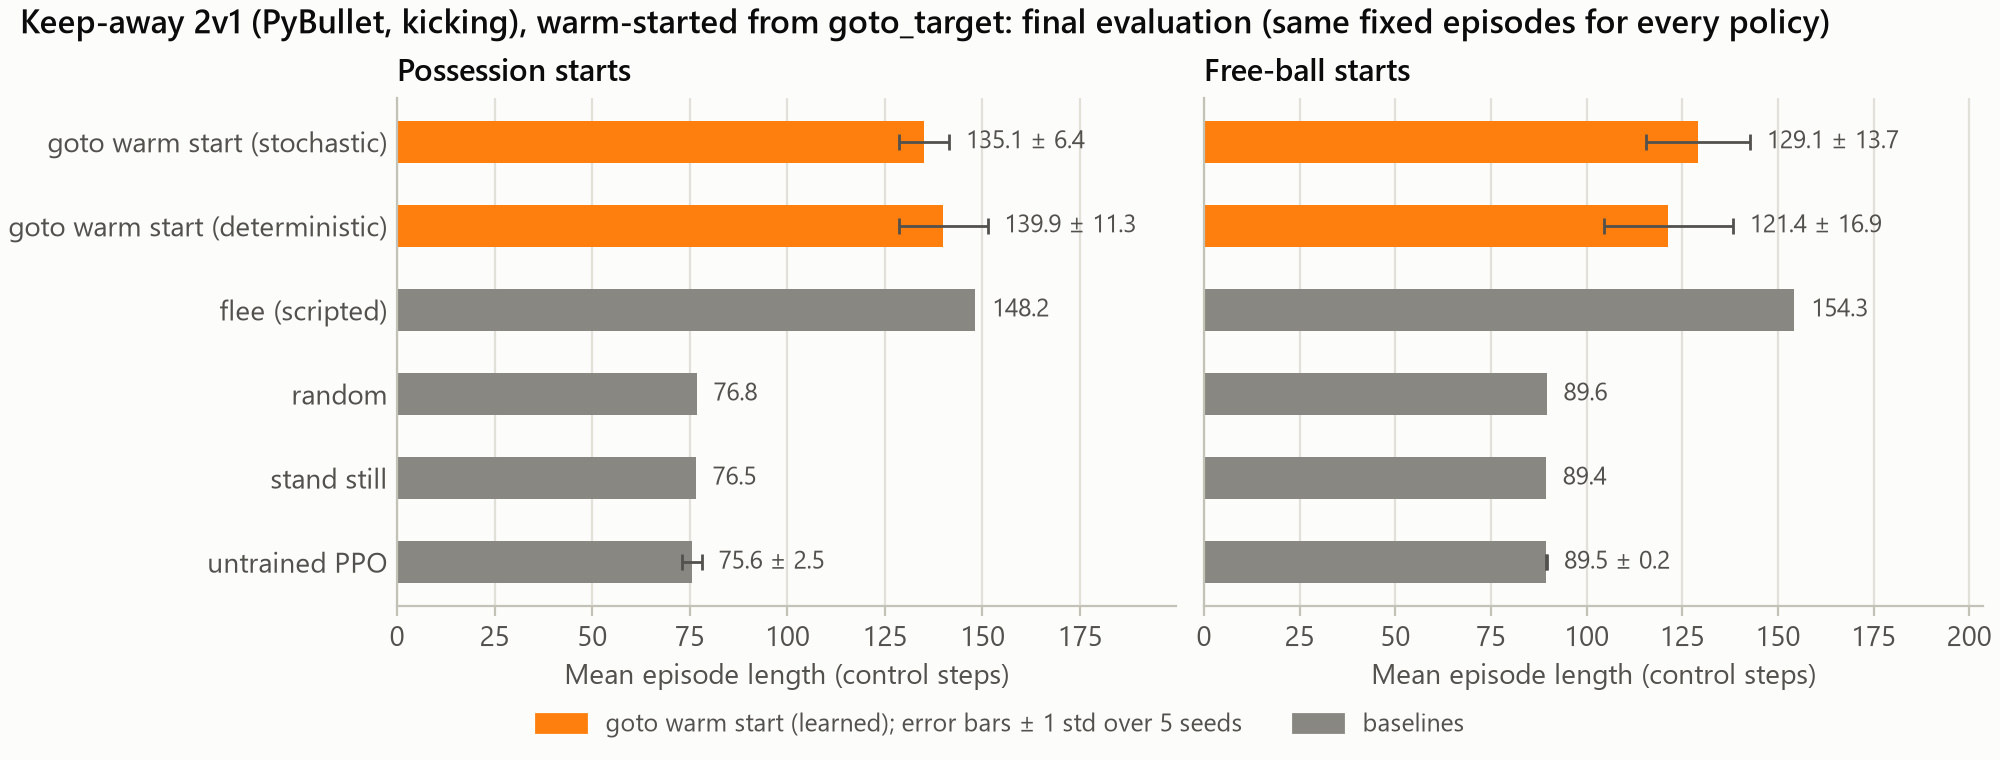 Keep-away 2v1 (PyBullet, kicking), warm-started from goto_target: final evaluation (same fixed episodes for every policy)
Possession starts
Free-ball starts
goto warm start (stochastic)
135.1 ± 6.4
129.1 ± 13.7
goto warm start (deterministic)
139.9 ± 11.3
121.4 ± 16.9
flee (scripted)
148.2
154.3
random
76.8
89.6
stand still
76.5
89.4
untrained PPO
75.6 ± 2.5
89.5 ± 0.2
0 25 50 75 100 125 150 175
0 25 50 75 100 125 150 175 200
Mean episode length (control steps)
Mean episode length (control steps)
goto warm start (learned); error bars ± 1 std over 5 seeds
baselines